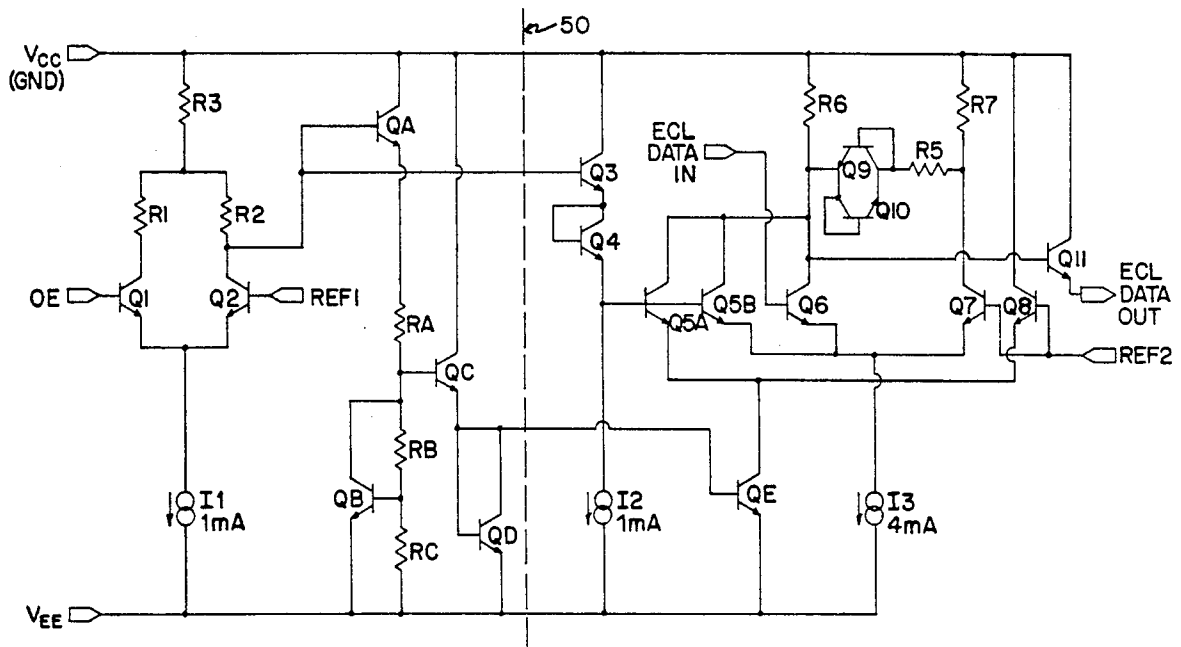 50
VCC
(GND)
R3
QA
R6
R7
ECL
DATA
IN
R5
Q9
Q10
Q3
R1
R2
Q4
Q11
ECL
DATA
OUT
OE
Q1
Q2
REF1
Q5A
Q5B
Q6
Q7
Q8
RA
REF2
QC
RB
QB
QE
I1
1mA
I2
1mA
I3
4mA
QD
RC
VEE